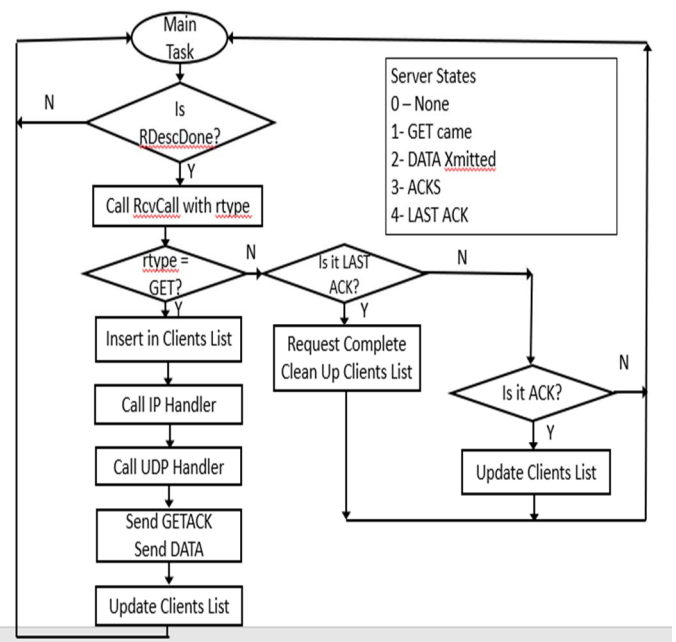 Main
Task
Server States
0 – None
1- GET came
2- DATA Xmitted
3- ACKS
4- LAST ACK
N
Is
RDescDone?
Y
Call RcvCall with rtype
rtype =
GET?
N
Is it LAST
ACK?
N
Y
Y
Insert in Clients List
Request Complete
Clean Up Clients List
N
Is it ACK?
Call IP Handler
Y
Call UDP Handler
Update Clients List
Send GETACK
Send DATA
Update Clients List